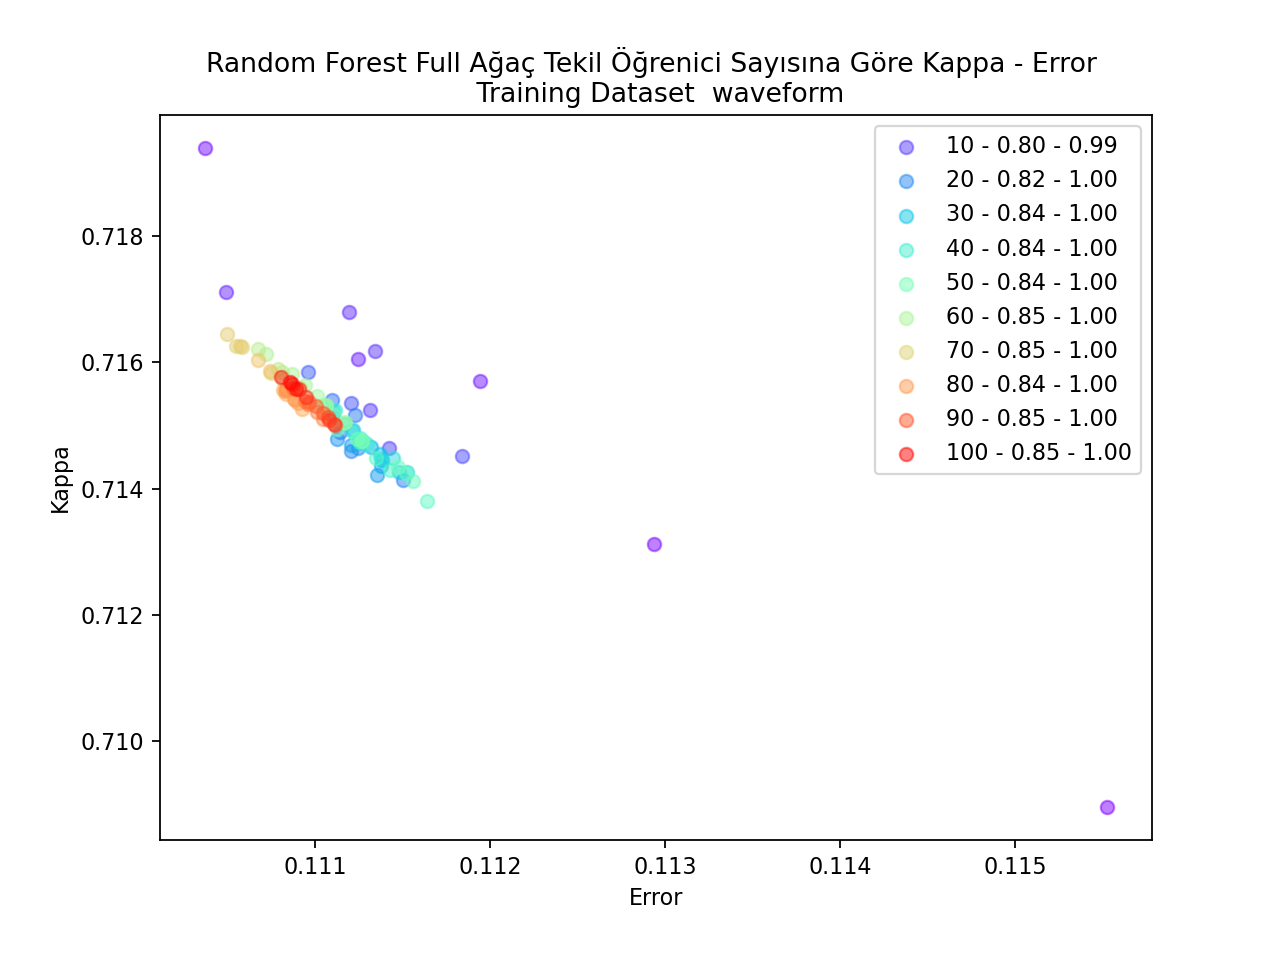 Random Forest Full Ağaç Tekil Öğrenici Sayısına Göre Kappa - Error
Training Dataset  waveform
10 - 0.80 - 0.99
20 - 0.82 - 1.00
30 - 0.84 - 1.00
40 - 0.84 - 1.00
50 - 0.84 - 1.00
60 - 0.85 - 1.00
70 - 0.85 - 1.00
80 - 0.84 - 1.00
90 - 0.85 - 1.00
100 - 0.85 - 1.00
Kappa
0.718
0.716
0.714
0.712
0.710
0.111
0.112
0.113
0.114
0.115
Error